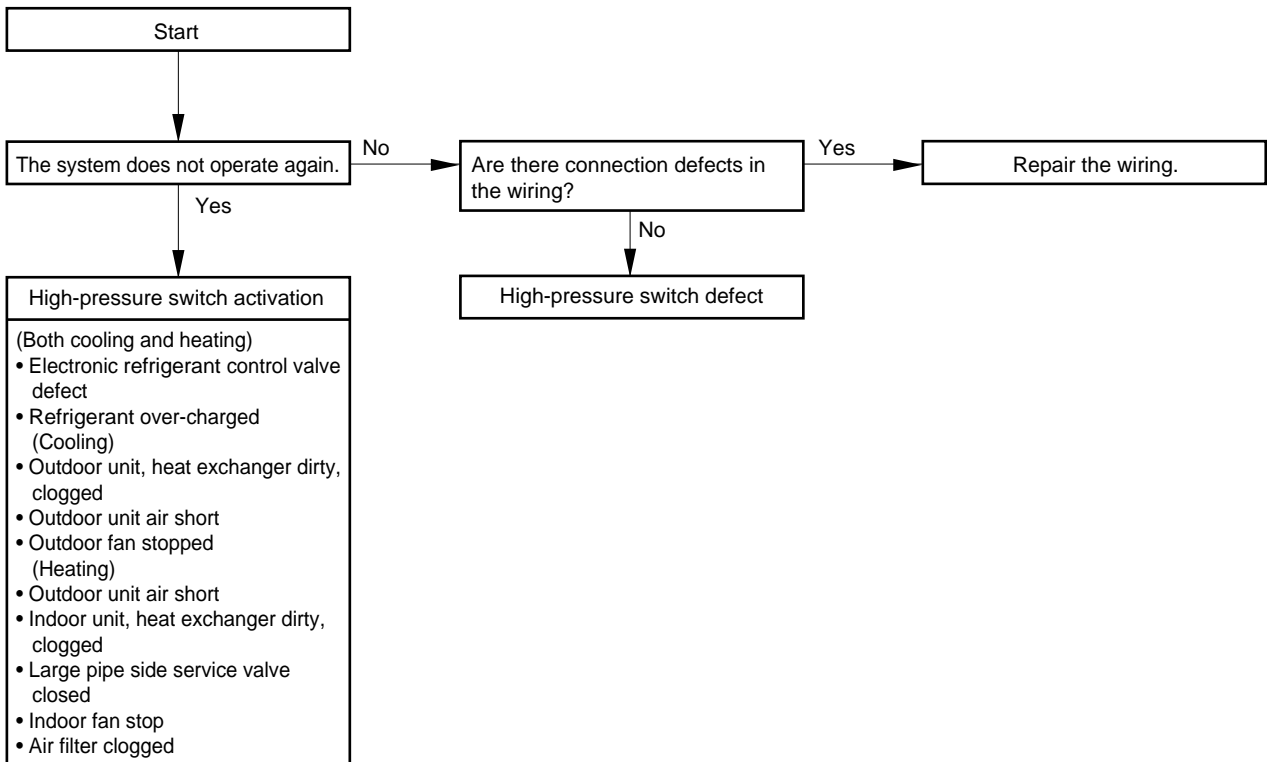 Start
The system does not operate again.
No
Are there connection defects in
the wiring?
Yes
Repair the wiring.
Yes
No
High-pressure switch activation
High-pressure switch defect
(Both cooling and heating)
• Electronic refrigerant control valve
defect
• Refrigerant over-charged
(Cooling)
• Outdoor unit, heat exchanger dirty,
clogged
• Outdoor unit air short
• Outdoor fan stopped
(Heating)
• Outdoor unit air short
• Indoor unit, heat exchanger dirty,
clogged
• Large pipe side service valve
closed
• Indoor fan stop
• Air filter clogged